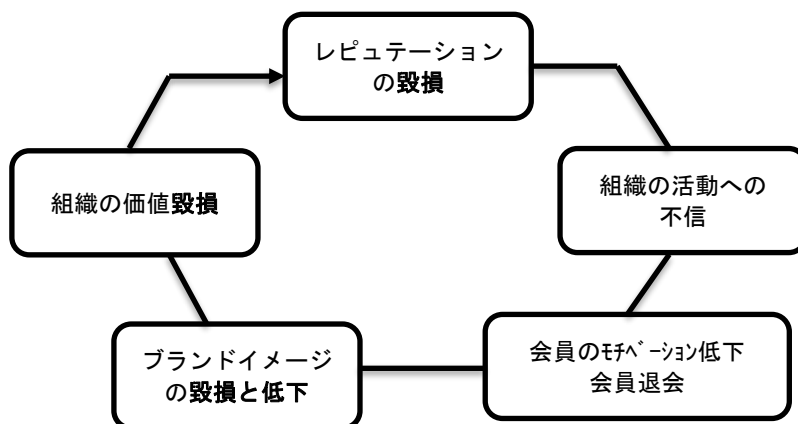 レピュテーション
の毀損
組織の活動への
不信
会員のﾓﾁﾍﾞｰｼｮﾝ低下
会員退会
ブランドイメージ
の毀損と低下
組織の価値毀損